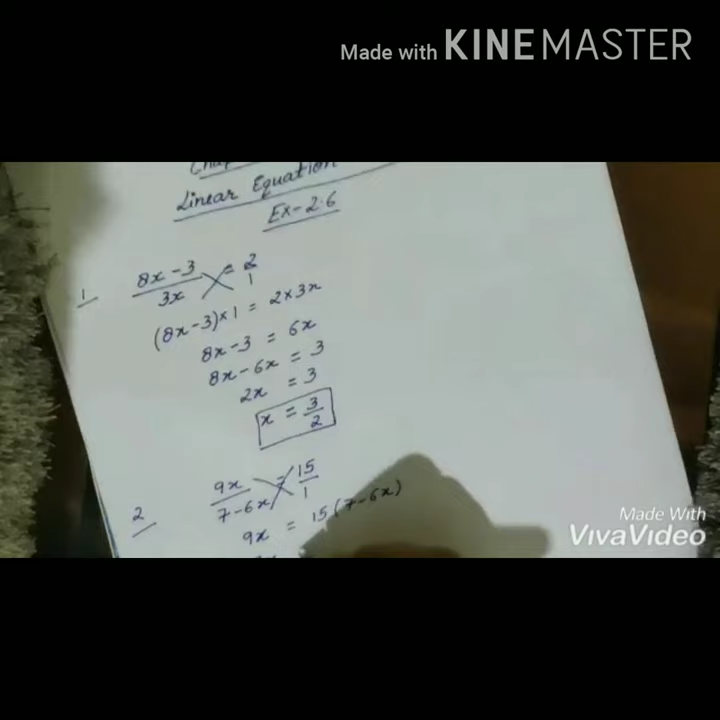 Made with KINEMASTER
Linear Equation
Ex-2.6
1 8x-3/3x = 2/1
(8x-3)×1 = 2×3x
8x-3 = 6x
8x-6x = 3
2x = 3
x = 3/2
2 9x/7-6x = 15/1
9x = 15(7-6x)
Made With
VivaVideo